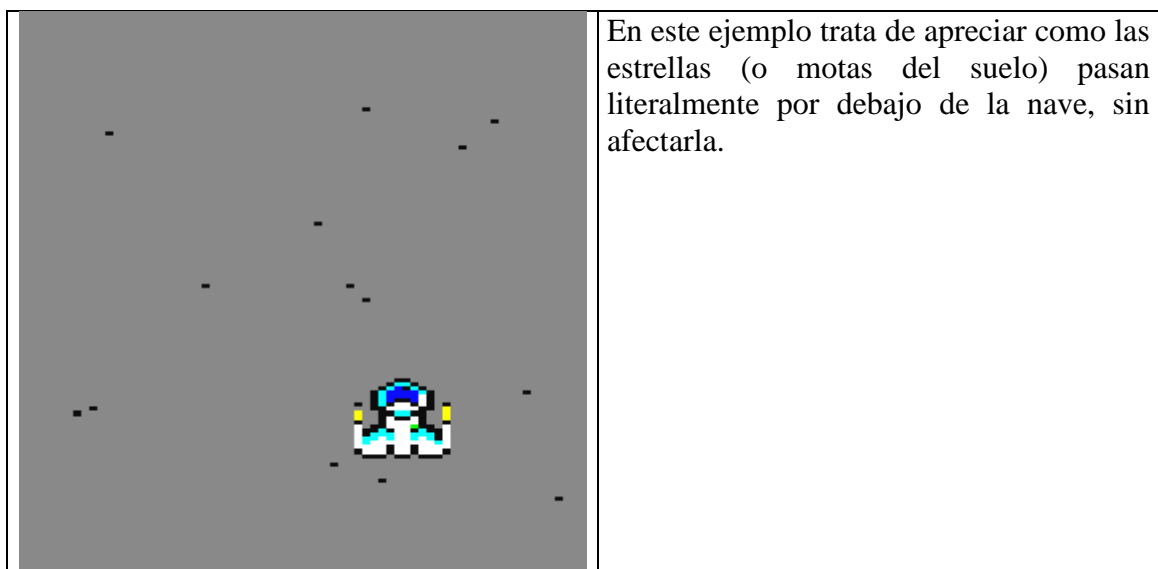 En este ejemplo trata de apreciar como las
estrellas (o motas del suelo) pasan
literalmente por debajo de la nave, sin
afectarla.